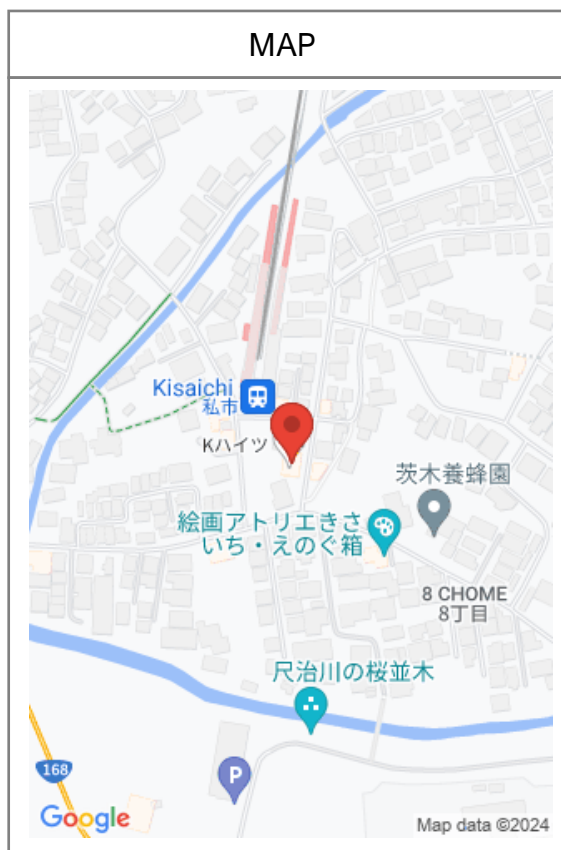 MAP
Kisaichi
私市
Kハイツ
茨木養蜂園
絵画アトリエきさ
いち・えのぐ箱
8 CHOME
8丁目
尺治川の桜並木
P
168
Google
Map data ©2024